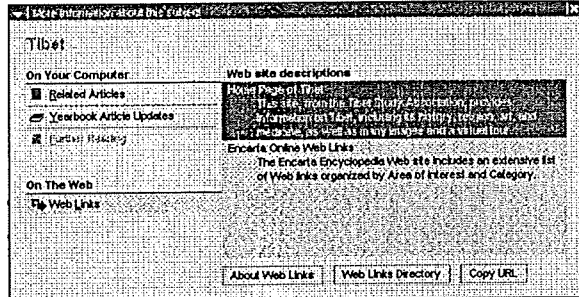 More information about this subject
Tibet
On Your Computer
Related Articles
Yearbook Article Updates
Further Reading
On The Web
Web Links
Web site descriptions
Home Page of Tibet
This site, from the Tibet Study Association, provides
information on Tibet, including its history, religion, art, and
medicine, as well as many images and a virtual tour.
Encarta Online Web Links
The Encarta Encyclopedia Web site includes an extensive list
of Web links organized by Area of Interest and Category.
About Web Links
Web Links Directory
Copy URL